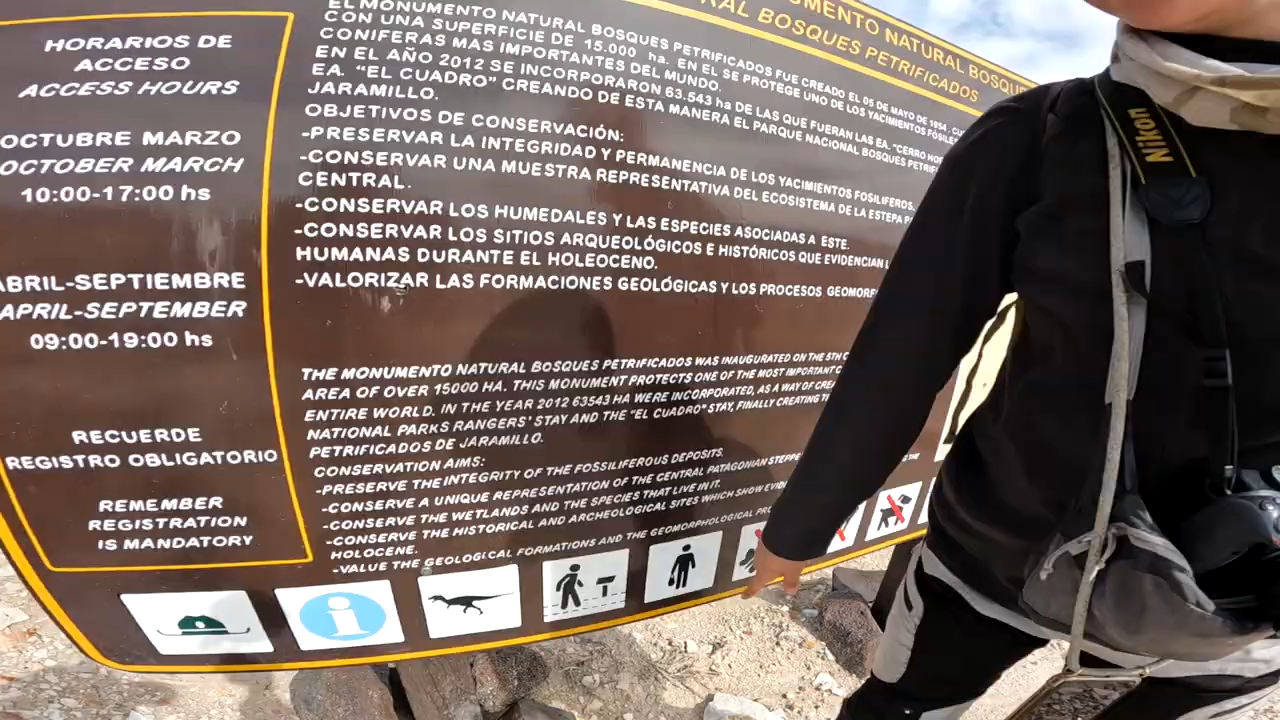 HORARIOS DE
ACCESO
ACCESS HOURS
OCTUBRE MARZO
OCTOBER MARCH
10:00-17:00 hs
ABRIL-SEPTIEMBRE
APRIL-SEPTEMBER
09:00-19:00 hs
RECUERDE
REGISTRO OBLIGATORIO
REMEMBER
REGISTRATION
IS MANDATORY
NATURAL BOSQUES
BOSQUES PETRIFICADOS
EL MONUMENTO NATURAL BOSQUES PETRIFICADOS FUE CREADO EL 05 DE MAYO DE 1954,
CON UNA SUPERFICIE DE 15.000 ha. EN EL SE PROTEGE UNO DE LOS YACIMIENTOS
CONIFERAS MAS IMPORTANTES DEL MUNDO.
EN EL AÑO 2012 SE INCORPORARON 63.543 ha DE LAS QUE FUERAN LAS EA. "CERRO
EA. "EL CUADRO" CREANDO DE ESTA MANERA EL PARQUE NACIONAL BOSQUES
JARAMILLO.
OBJETIVOS DE CONSERVACIÓN:
-PRESERVAR LA INTEGRIDAD Y PERMANENCIA DE LOS YACIMIENTOS FOSILIFEROS.
-CONSERVAR UNA MUESTRA REPRESENTATIVA DEL ECOSISTEMA DE LA ESTEPA
CENTRAL.
-CONSERVAR LOS HUMEDALES Y LAS ESPECIES ASOCIADAS A ESTE.
-CONSERVAR LOS SITIOS ARQUEOLÓGICOS E HISTÓRICOS QUE EVIDENCIAN
HUMANAS DURANTE EL HOLEOCENO.
-VALORIZAR LAS FORMACIONES GEOLÓGICAS Y LOS PROCESOS
THE MONUMENTO NATURAL BOSQUES PETRIFICADOS WAS INAUGURATED ON THE 5TH
AREA OF OVER 15000 HA. THIS MONUMENT PROTECTS ONE OF THE MOST IMPORTANT
ENTIRE WORLD. IN THE YEAR 2012 63543 HA WERE INCORPORATED, AS A WAY OF
NATIONAL PARKS RANGERS' STAY AND THE "EL CUADRO" STAY, FINALLY CREATING
PETRIFICADOS DE JARAMILLO.
CONSERVATION AIMS:
-PRESERVE THE INTEGRITY OF THE FOSSILIFEROUS DEPOSITS.
-CONSERVE A UNIQUE REPRESENTATION OF THE CENTRAL PATAGONIAN STEPPE
-CONSERVE THE WETLANDS AND THE SPECIES THAT LIVE IN IT.
-CONSERVE THE HISTORICAL AND ARCHEOLOGICAL SITES WHICH SHOW
HOLOCENE.
-VALUE THE GEOLOGICAL FORMATIONS AND THE GEOMORPHOLOGICAL
Nikon